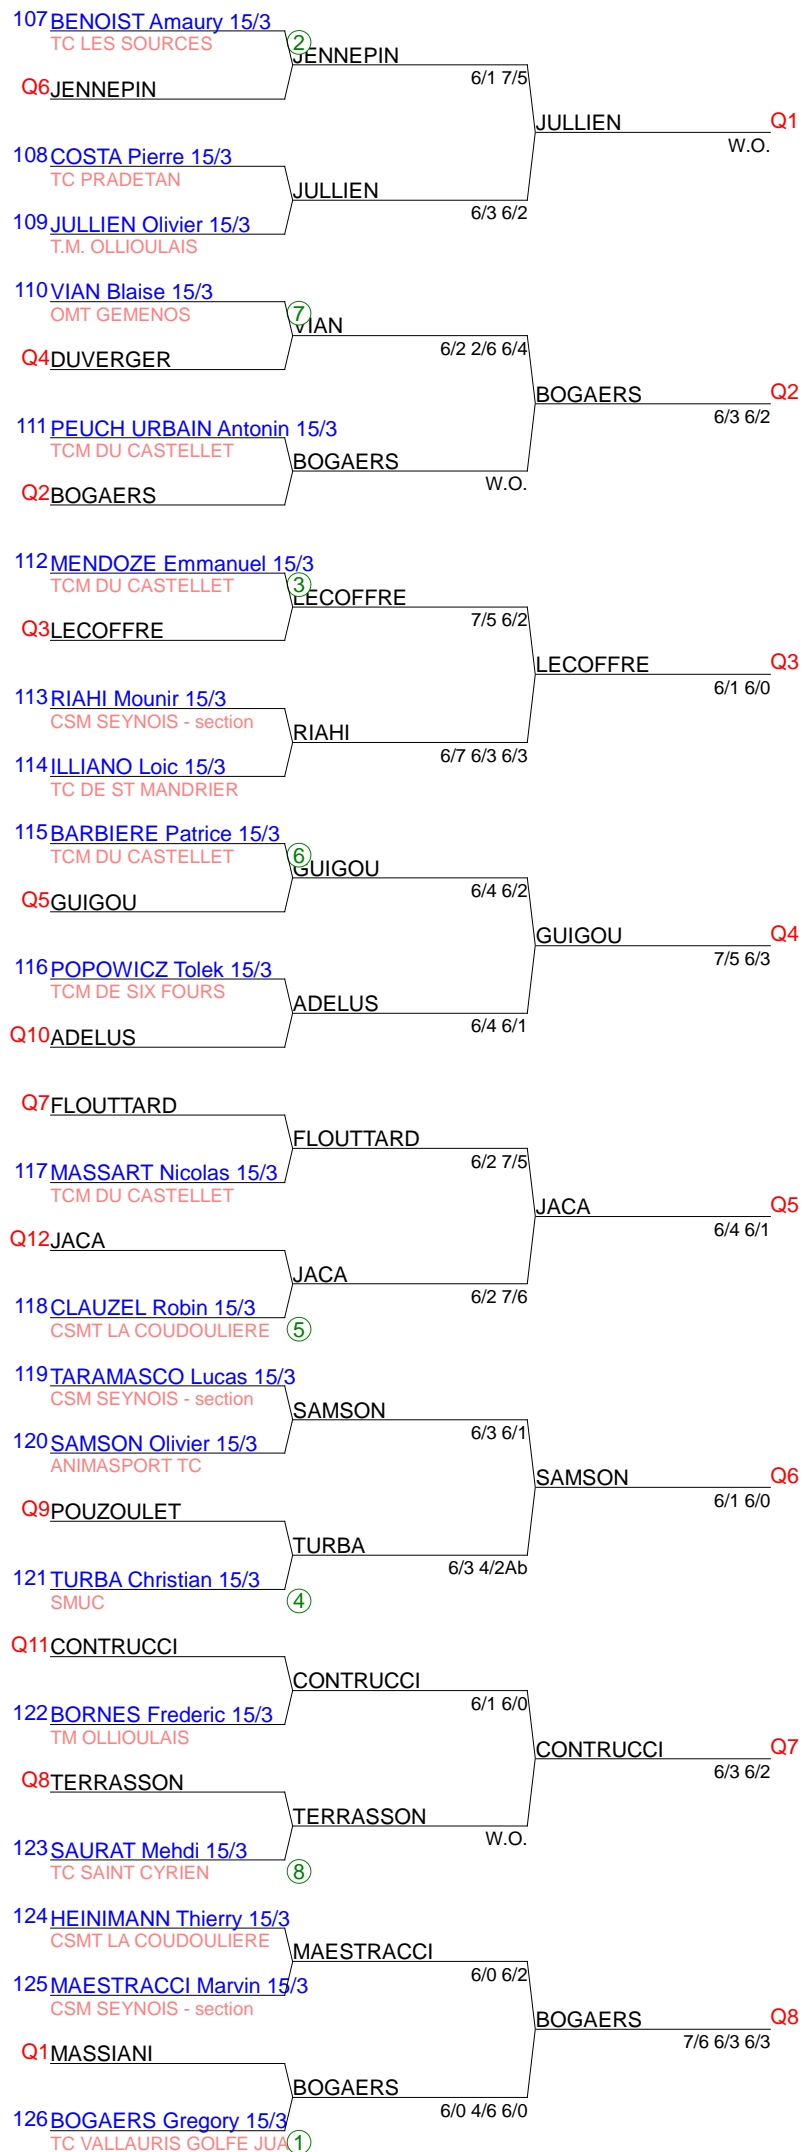 107 BENOIST Amaury 15/3
TC LES SOURCES
2
JENNEPIN
6/1 7/5
Q6 JENNEPIN
JULLIEN
Q1
W.O.
108 COSTA Pierre 15/3
TC PRADETAN
JULLIEN
6/3 6/2
109 JULLIEN Olivier 15/3
T.M. OLLIOULAIS
110 VIAN Blaise 15/3
OMT GEMENOS
7
VIAN
6/2 2/6 6/4
Q4 DUVERGER
BOGAERS
Q2
6/3 6/2
111 PEUCH URBAIN Antonin 15/3
TCM DU CASTELLET
BOGAERS
W.O.
Q2 BOGAERS
112 MENDOZE Emmanuel 15/3
TCM DU CASTELLET
3
LECOFFRE
7/5 6/2
Q3 LECOFFRE
LECOFFRE
Q3
6/1 6/0
113 RIAHI Mounir 15/3
CSM SEYNOIS - section
RIAHI
6/7 6/3 6/3
114 ILLIANO Loic 15/3
TC DE ST MANDRIER
115 BARBIERE Patrice 15/3
TCM DU CASTELLET
6
GUIGOU
6/4 6/2
Q5 GUIGOU
GUIGOU
Q4
7/5 6/3
116 POPOWICZ Tolek 15/3
TCM DE SIX FOURS
ADELUS
6/4 6/1
Q10 ADELUS
Q7 FLOUTTARD
FLOUTTARD
6/2 7/5
117 MASSART Nicolas 15/3
TCM DU CASTELLET
JACA
Q5
6/4 6/1
Q12 JACA
JACA
6/2 7/6
118 CLAUZEL Robin 15/3
CSMT LA COUDOULIERE
5
119 TARAMASCO Lucas 15/3
CSM SEYNOIS - section
SAMSON
6/3 6/1
120 SAMSON Olivier 15/3
ANIMASPORT TC
SAMSON
Q6
6/1 6/0
Q9 POUZOULET
TURBA
6/3 4/2Ab
121 TURBA Christian 15/3
SMUC
4
Q11 CONTRUCCI
CONTRUCCI
6/1 6/0
122 BORNES Frederic 15/3
TM OLLIOULAIS
CONTRUCCI
Q7
6/3 6/2
Q8 TERRASSON
TERRASSON
W.O.
123 SAURAT Mehdi 15/3
TC SAINT CYRIEN
8
124 HEINIMANN Thierry 15/3
CSMT LA COUDOULIERE
MAESTRACCI
6/0 6/2
125 MAESTRACCI Marvin 15/3
CSM SEYNOIS - section
BOGAERS
Q8
7/6 6/3 6/3
Q1 MASSIANI
BOGAERS
6/0 4/6 6/0
126 BOGAERS Gregory 15/3
TC VALLAURIS GOLFE JUA
1